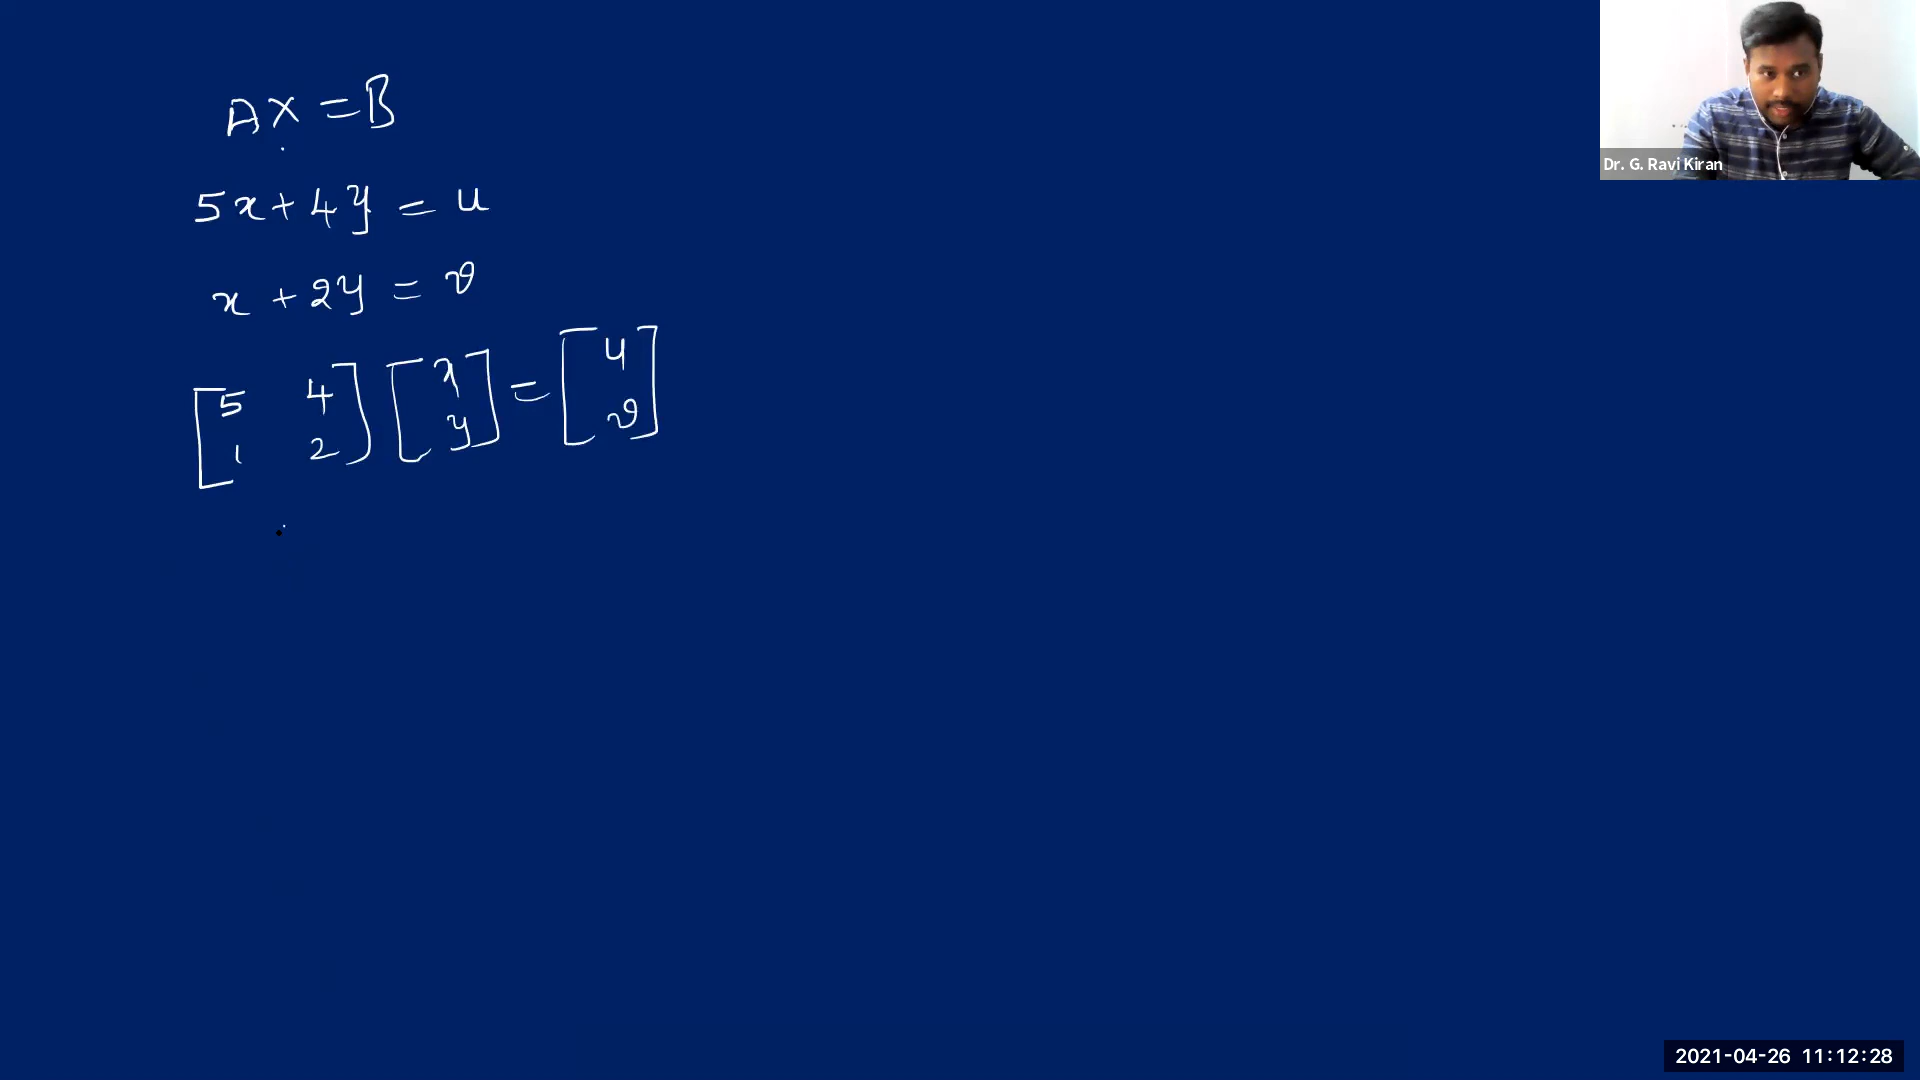 AX = B
5x + 4y = u
x + 2y = v
[5 4] [x] = [u]
[1 2] [y] [v]
Dr. G. Ravi Kiran
2021-04-26 11:12:28